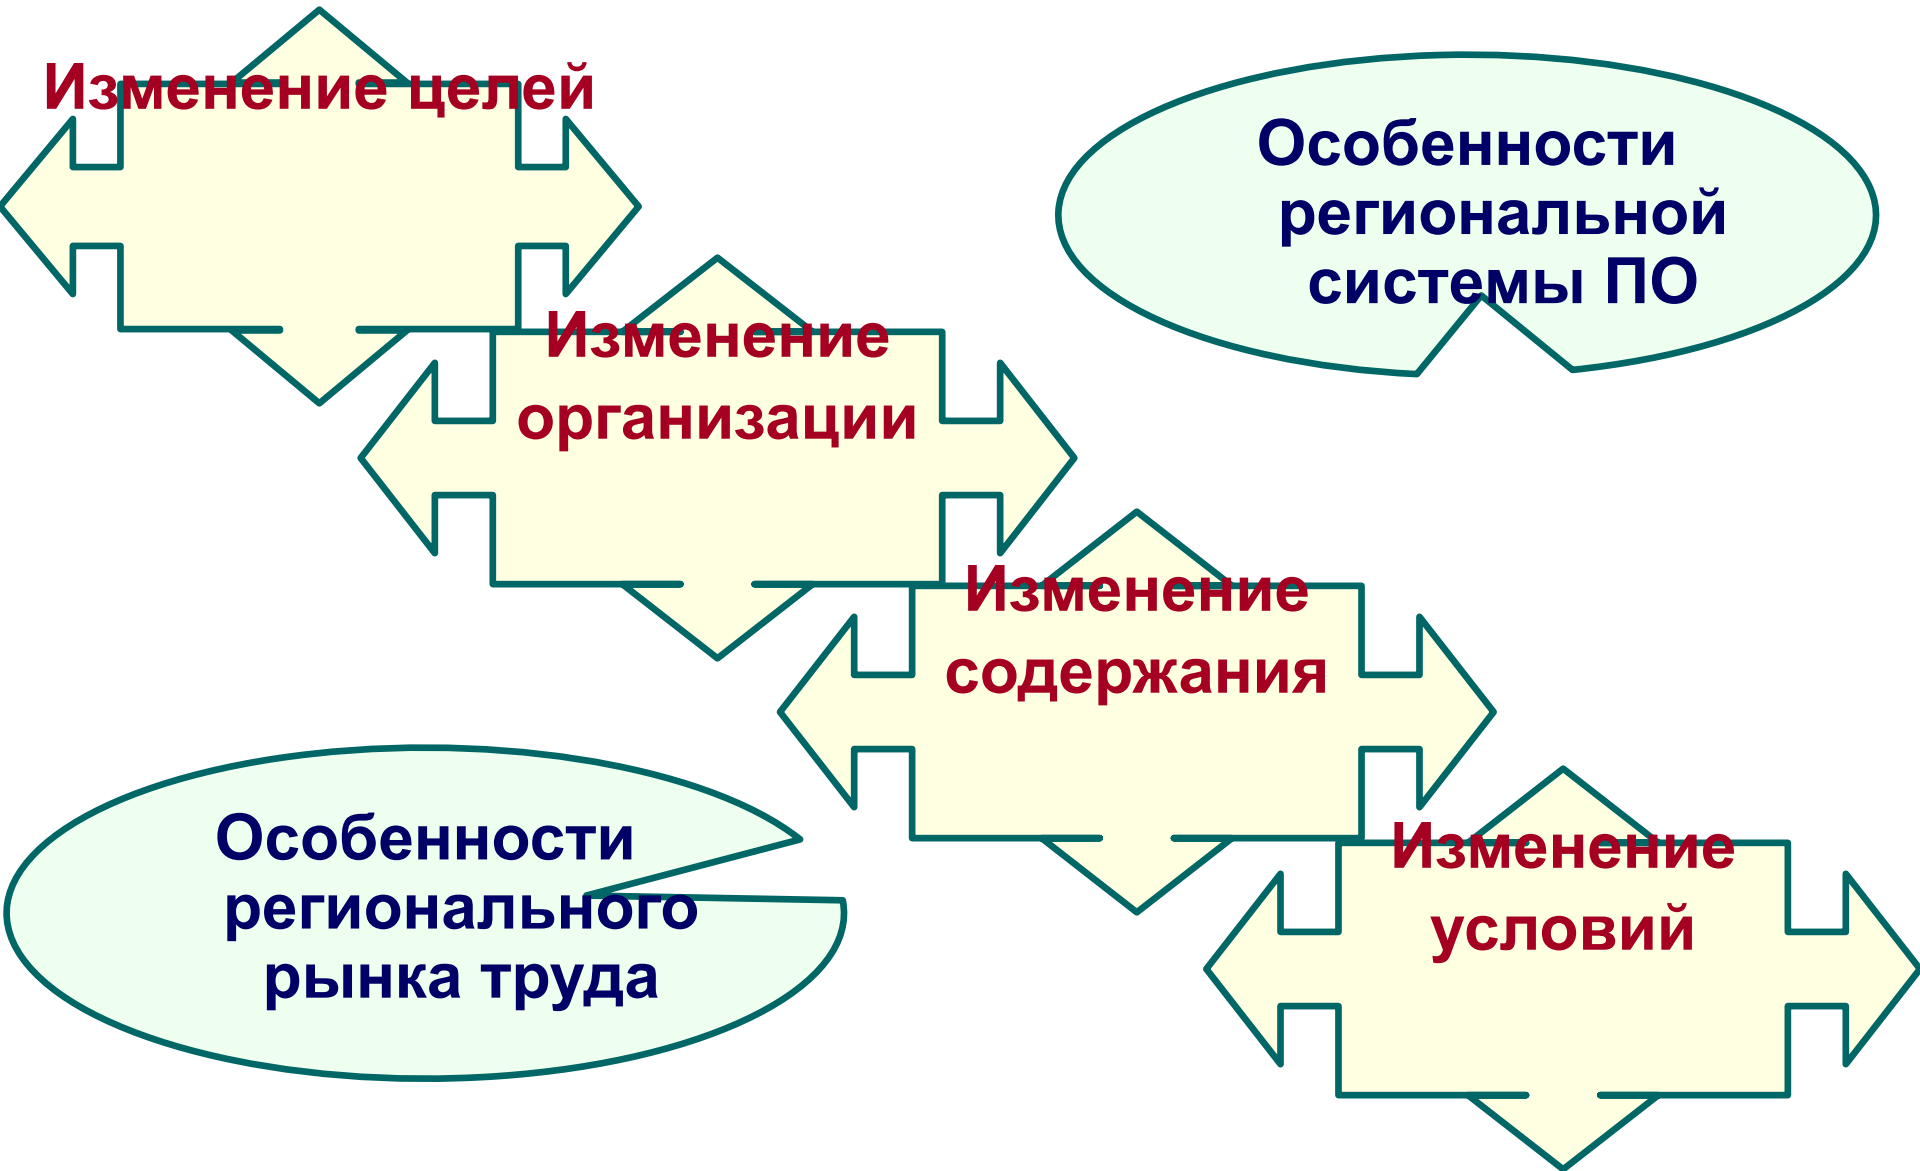 Изменение целей
Особенности
региональной
системы ПО
Изменение
организации
Изменение
содержания
Особенности
регионального
рынка труда
Изменение
условий